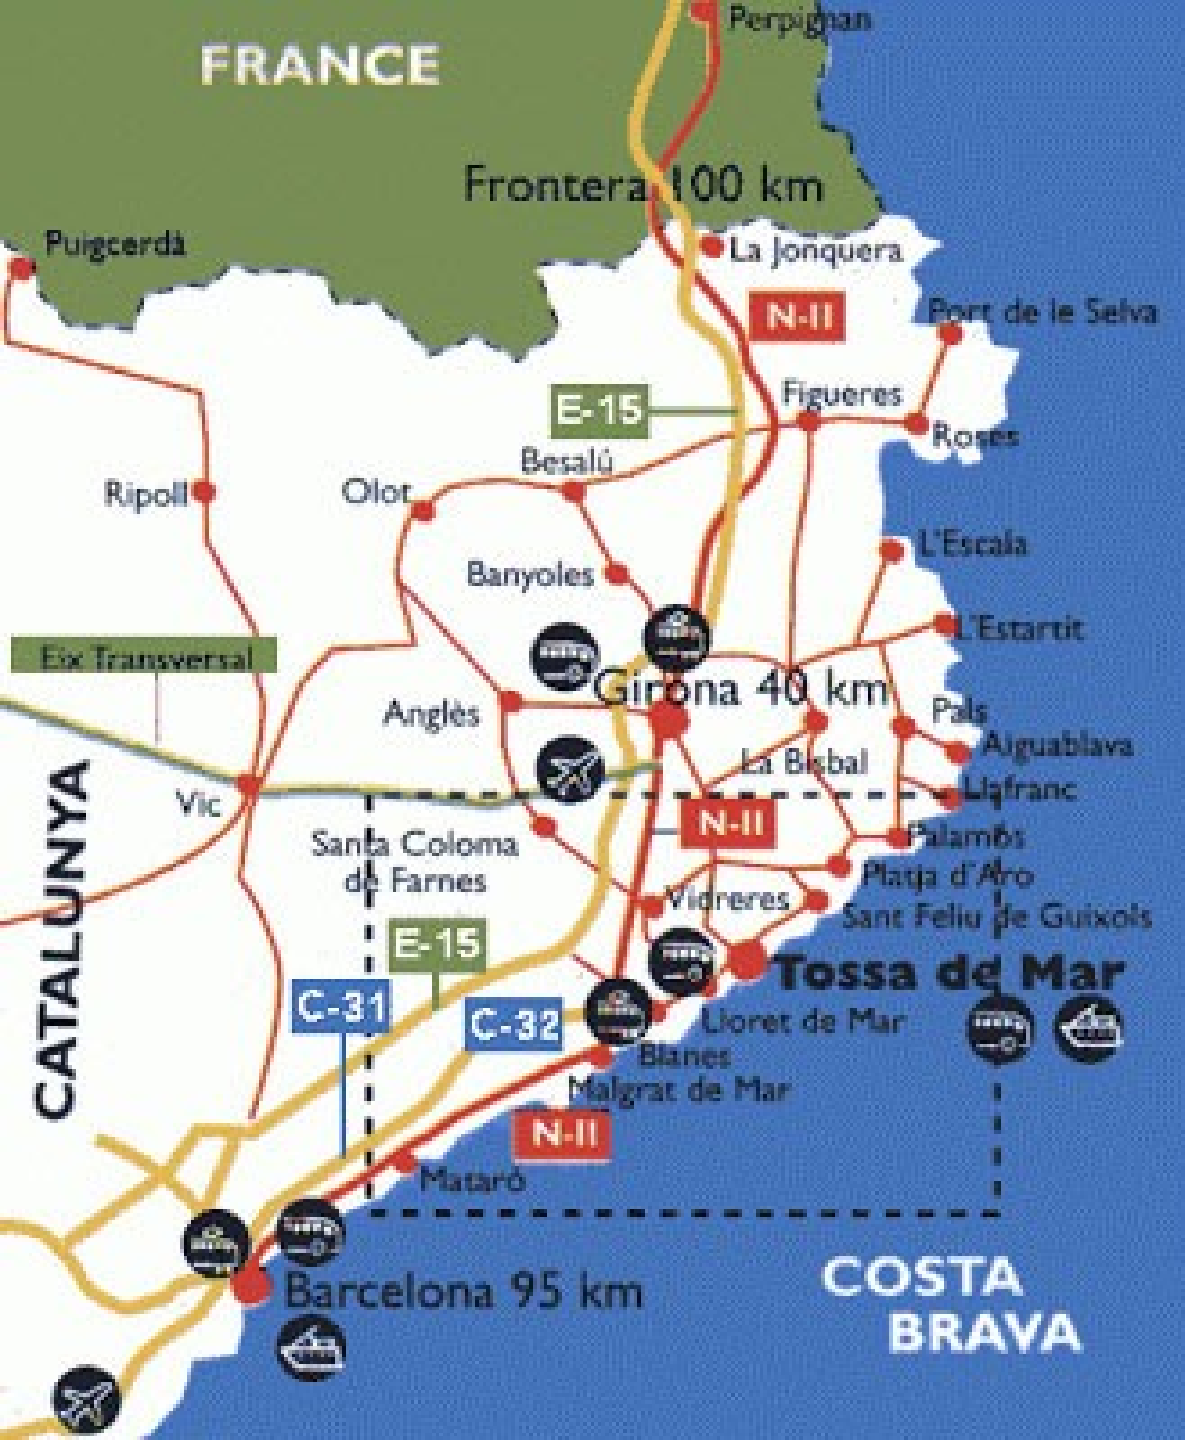 Perpignan
FRANCE
Frontera 100 km
Puigcerdà
La Jonquera
N-II
Port de le Selva
Figueres
E-15
Roses
Besalú
Ripoll
Olot
L'Escala
Banyoles
L'Estartit
Eix Transversal
Girona 40 km
Anglès
Pals
Aiguablava
La Bisbal
Llafranc
Vic
N-II
Palamós
Santa Coloma
de Farnes
Platja d'Aro
Vidreres
Sant Feliu de Guixols
CATALUNYA
E-15
Tossa de Mar
C-31
C-32
Lloret de Mar
Blanes
Malgrat de Mar
N-II
Mataró
Barcelona 95 km
COSTA
BRAVA